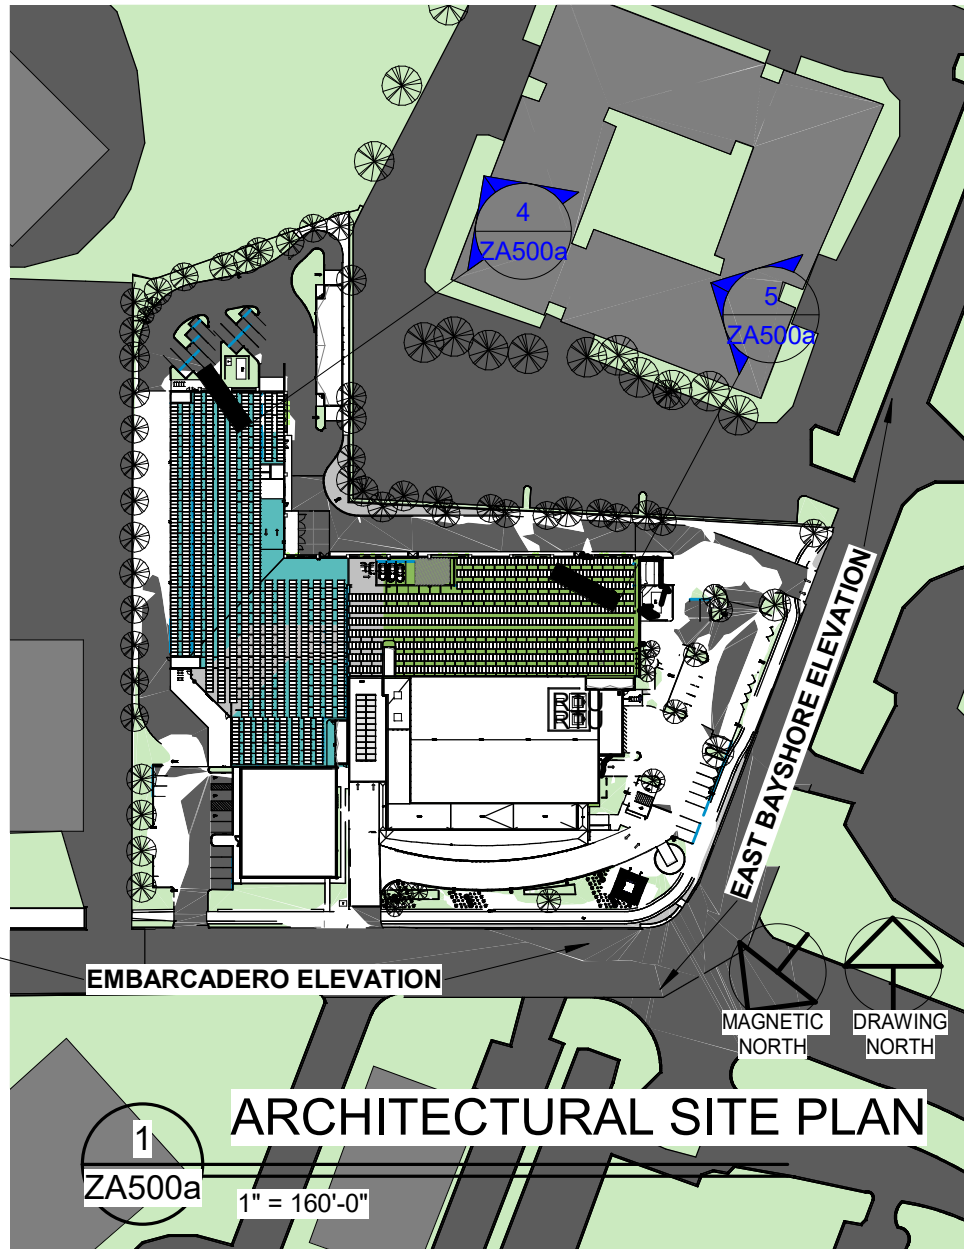 4
ZA500a
5
ZA500a
EAST BAYSHORE ELEVATION
EMBARCADERO ELEVATION
MAGNETIC
NORTH
DRAWING
NORTH
ARCHITECTURAL SITE PLAN
1
ZA500a
1" = 160'-0"